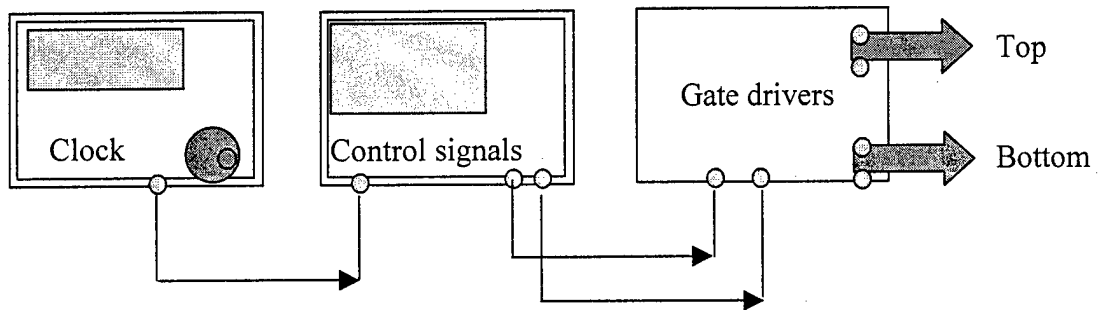 Clock
Control signals
Gate drivers
Top
Bottom